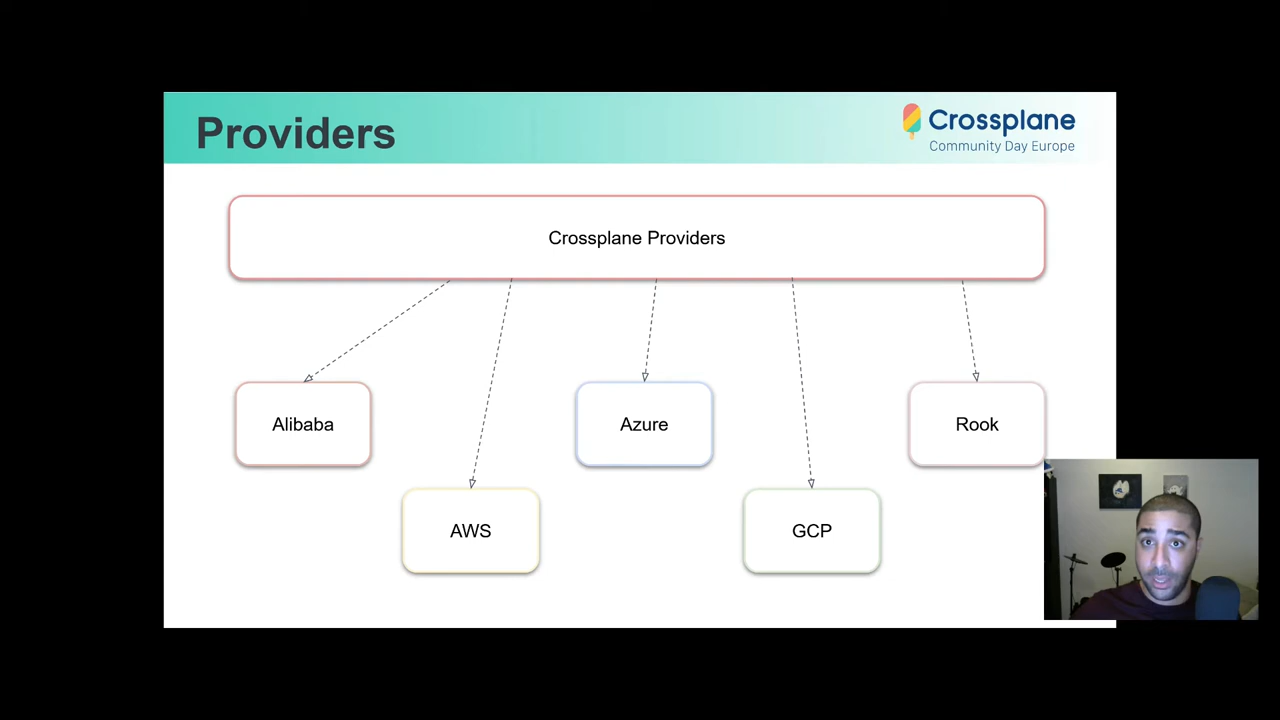 Providers
Crossplane
Community Day Europe
Crossplane Providers
Alibaba
Azure
Rook
AWS
GCP